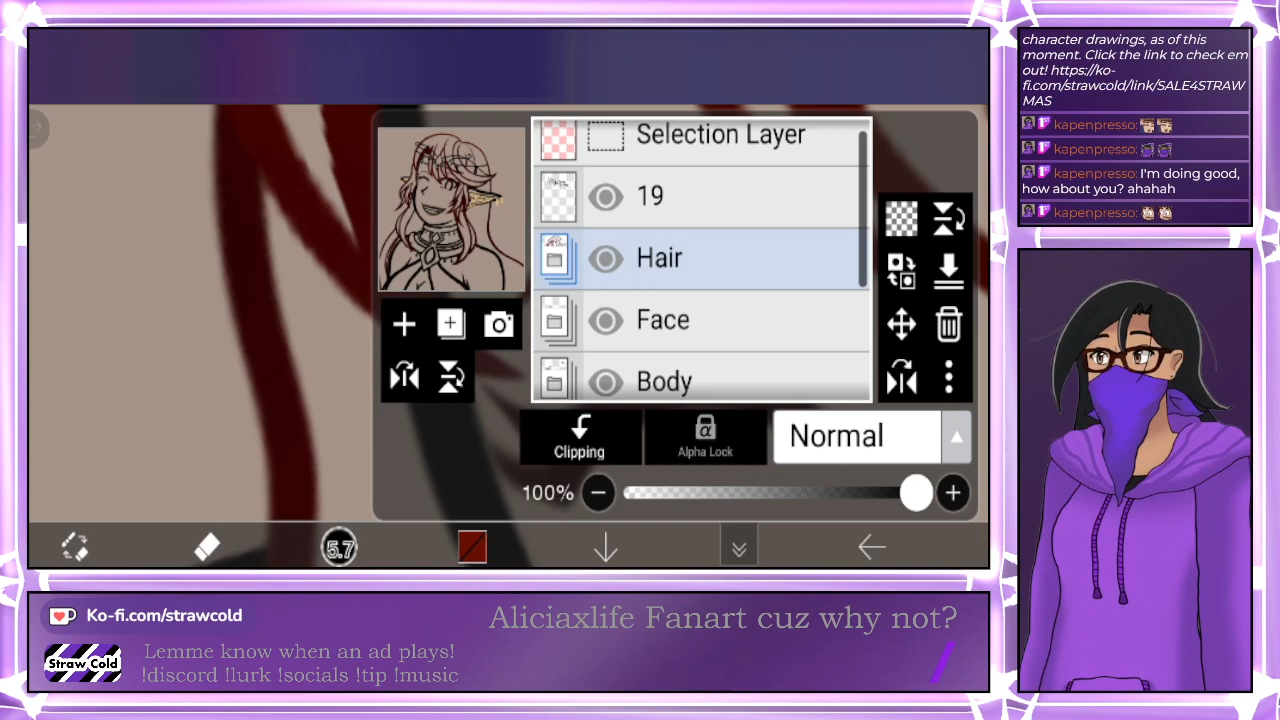 Selection Layer
19
Hair
Face
Body
Clipping
α
Alpha Lock
Normal
100%
5.7
character drawings, as of this
moment. Click the link to check em
out! https://ko-
fi.com/strawcold/link/SALE4STRAW
MAS
kapenpresso:
kapenpresso:
kapenpresso: I'm doing good,
how about you? ahahah
kapenpresso:
Ko-fi.com/strawcold
Aliciaxlife Fanart cuz why not?
Straw Cold
Lemme know when an ad plays!
!discord !lurk !socials !tip !music